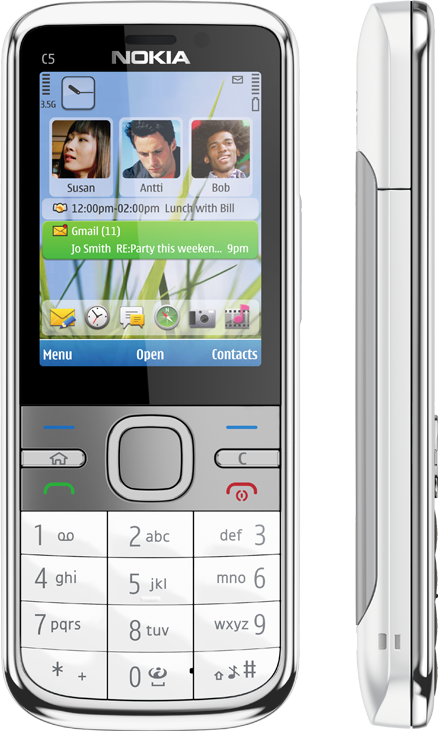 C5 NOKIA
3.5G
Susan Antti Bob
12:00pm-02:00pm Lunch with Bill
Gmail (11)
Jo Smith RE:Party this weeken... 9pm
Menu Open Contacts
C
1 2 abc def 3
4 ghi 5 jkl mno 6
7 pqrs 8 tuv wxyz 9
* + 0 #